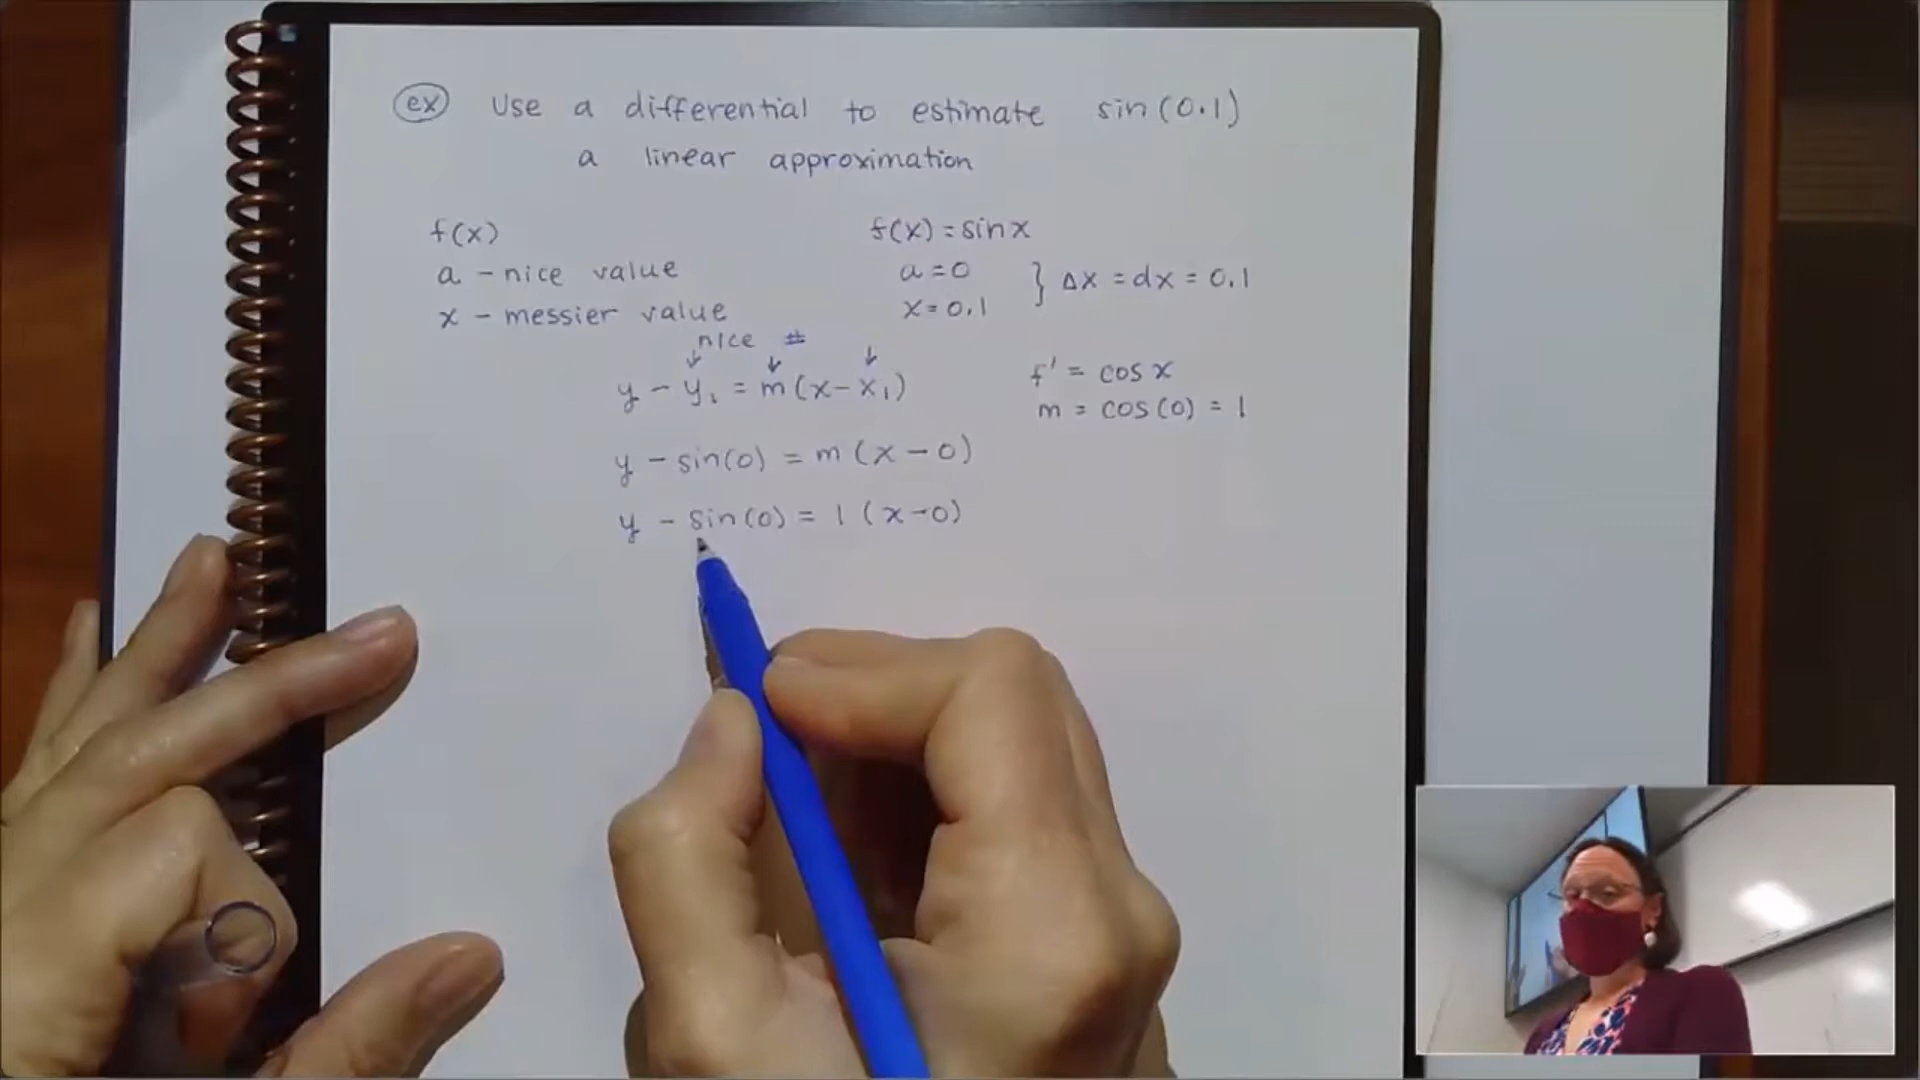 ex Use a differential to estimate sin(0.1)
a linear approximation
f(x)
a - nice value
x - messier value
f(x) = sin x
a = 0
x = 0.1
} Δx = dx = 0.1
nice #
↓ ↓ ↓
y - y₁ = m(x - x₁)
f' = cos x
m = cos(0) = 1
y - sin(0) = m(x - 0)
y - sin(0) = 1(x - 0)